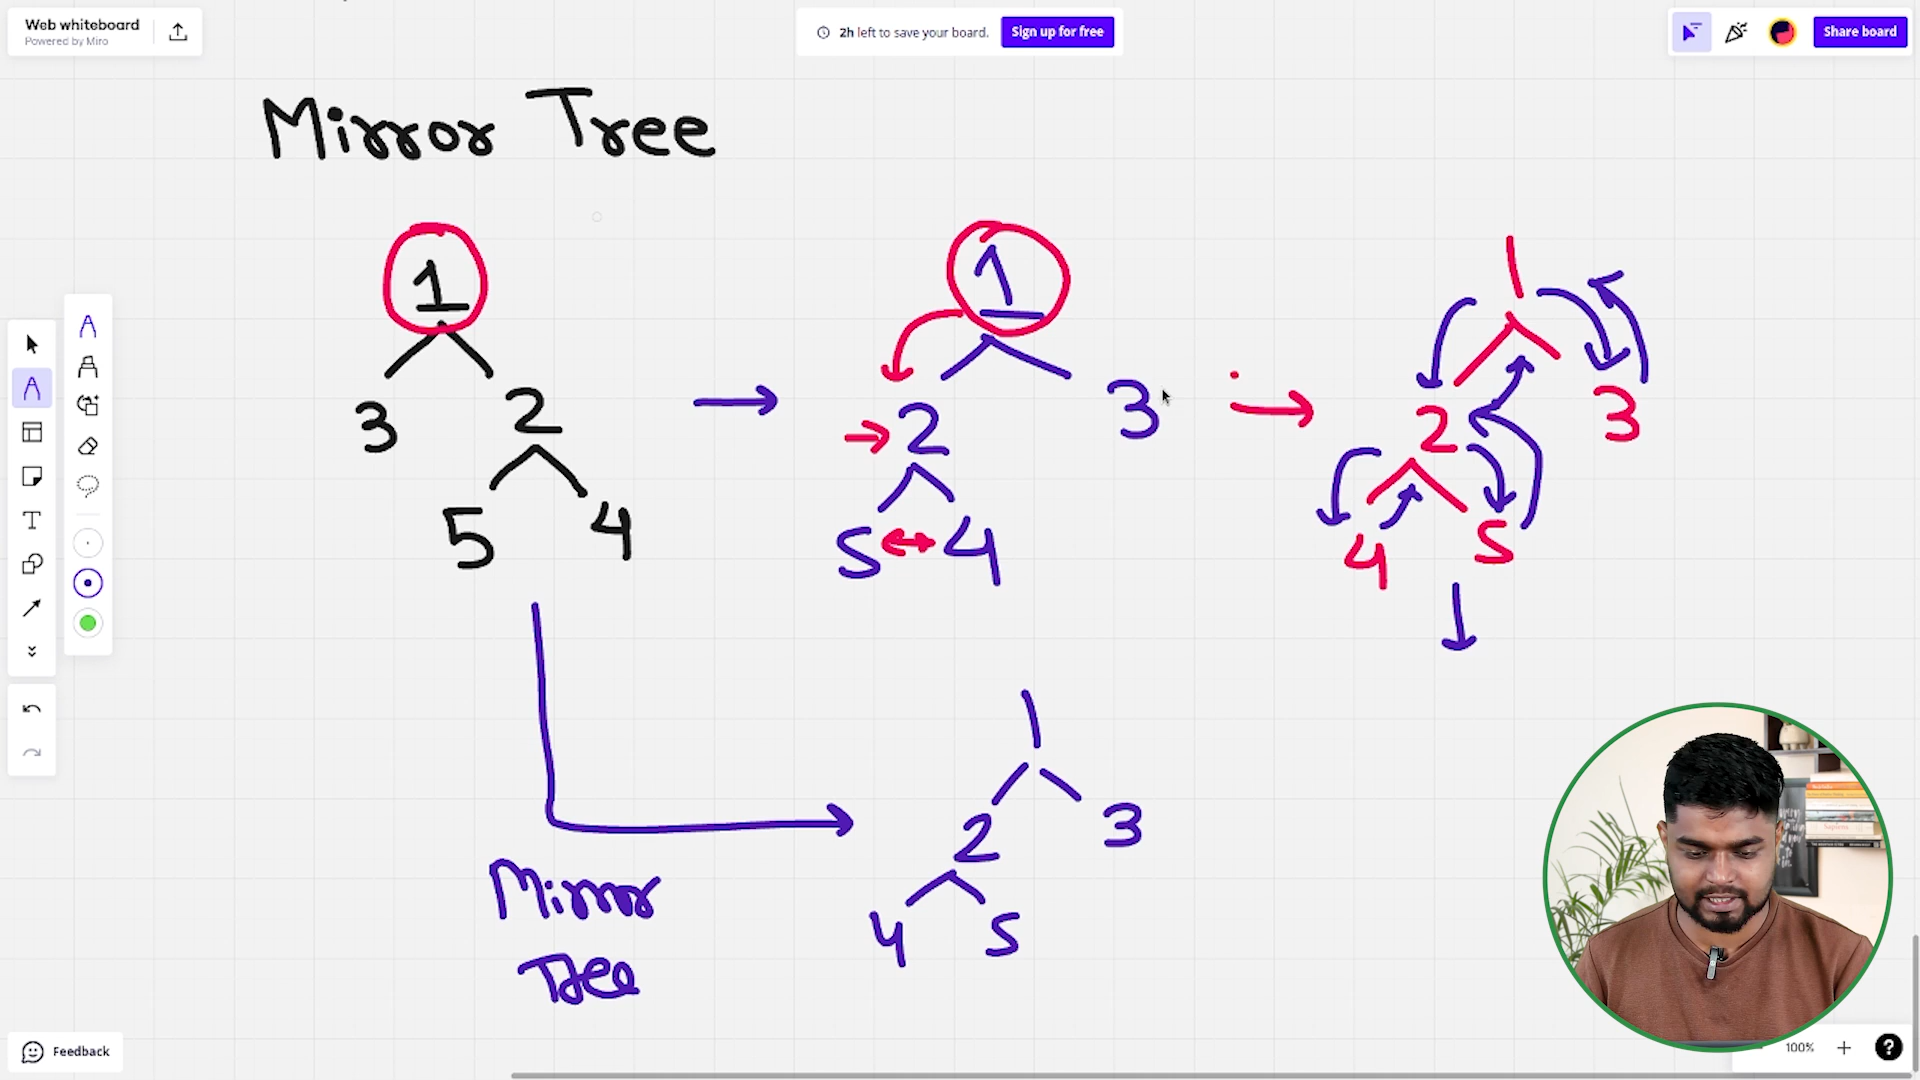 Web whiteboard
Powered by Miro
2h left to save your board.
Sign up for free
Share board
Mirror Tree
1
3 2
5 4
1
2 3
5 4
1
2 3
4 5
1
2 3
4 5
Mirror
Tree
Feedback
100%